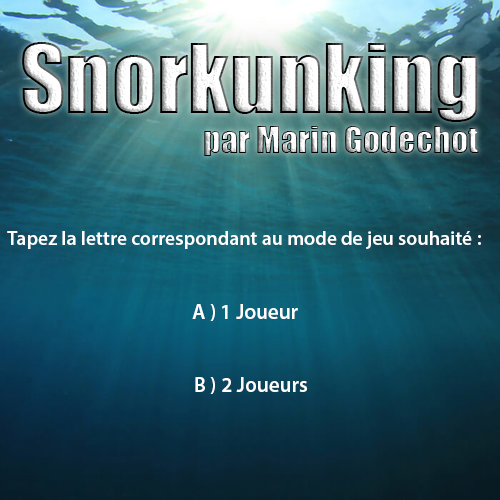 Snorkunking
par Marin Godechot
Tapez la lettre correspondant au mode de jeu souhaité :
A ) 1 Joueur
B ) 2 Joueurs